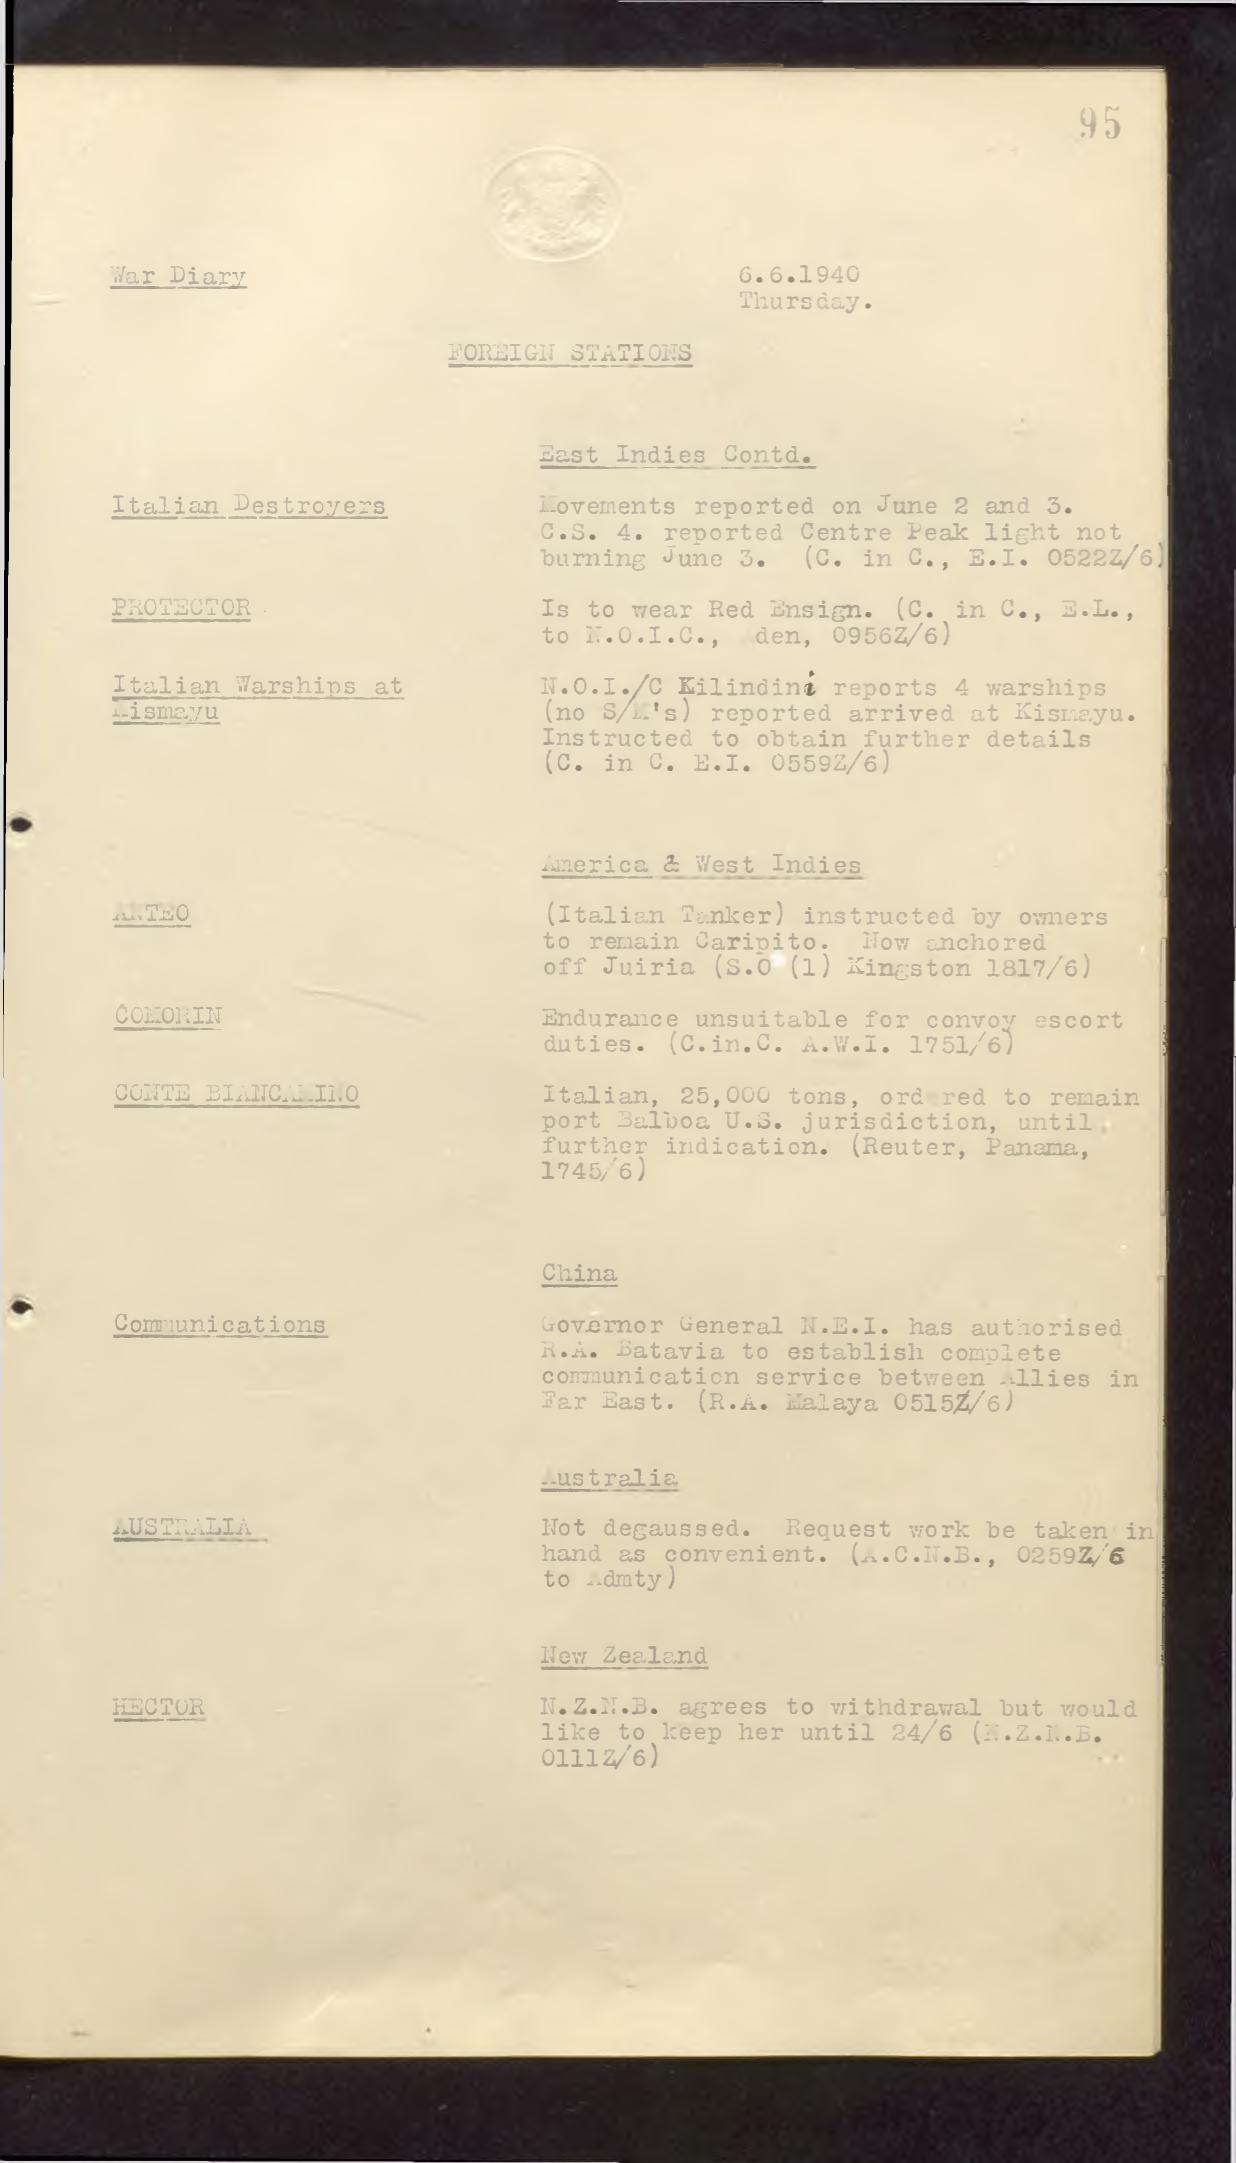 95
War Diary
6.6.1940
Thursday.
FOREIGN STATIONS
East Indies Contd.
Italian Destroyers
Movements reported on June 2 and 3.
C.S. 4. reported Centre Peak light not
burning June 3. (C. in C., E.I. 0522Z/6)
PROTECTOR
Is to wear Red Ensign. (C. in C., E.L.,
to N.O.I.C., Aden, 0956Z/6)
Italian Warships at
Kismayu
N.O.I./C Kilindini reports 4 warships
(no S/M's) reported arrived at Kismayu.
Instructed to obtain further details
(C. in C. E.I. 0559Z/6)
America & West Indies
ANTEO
(Italian Tanker) instructed by owners
to remain Caripito. Now anchored
off Juiria (S.O (1) Kingston 1817/6)
COMORIN
Endurance unsuitable for convoy escort
duties. (C.in.C. A.W.I. 1751/6)
CONTE BIANCAMINO
Italian, 25,000 tons, ordered to remain
port Balboa U.S. jurisdiction, until
further indication. (Reuter, Panama,
1745/6)
China
Communications
Governor General N.E.I. has authorised
R.A. Batavia to establish complete
communication service between Allies in
Far East. (R.A. Malaya 0515Z/6)
Australia
AUSTRALIA
Not degaussed. Request work be taken in
hand as convenient. (A.C.N.B., 0259Z/6
to Admty)
New Zealand
HECTOR
N.Z.N.B. agrees to withdrawal but would
like to keep her until 24/6 (N.Z.N.B.
0111Z/6)